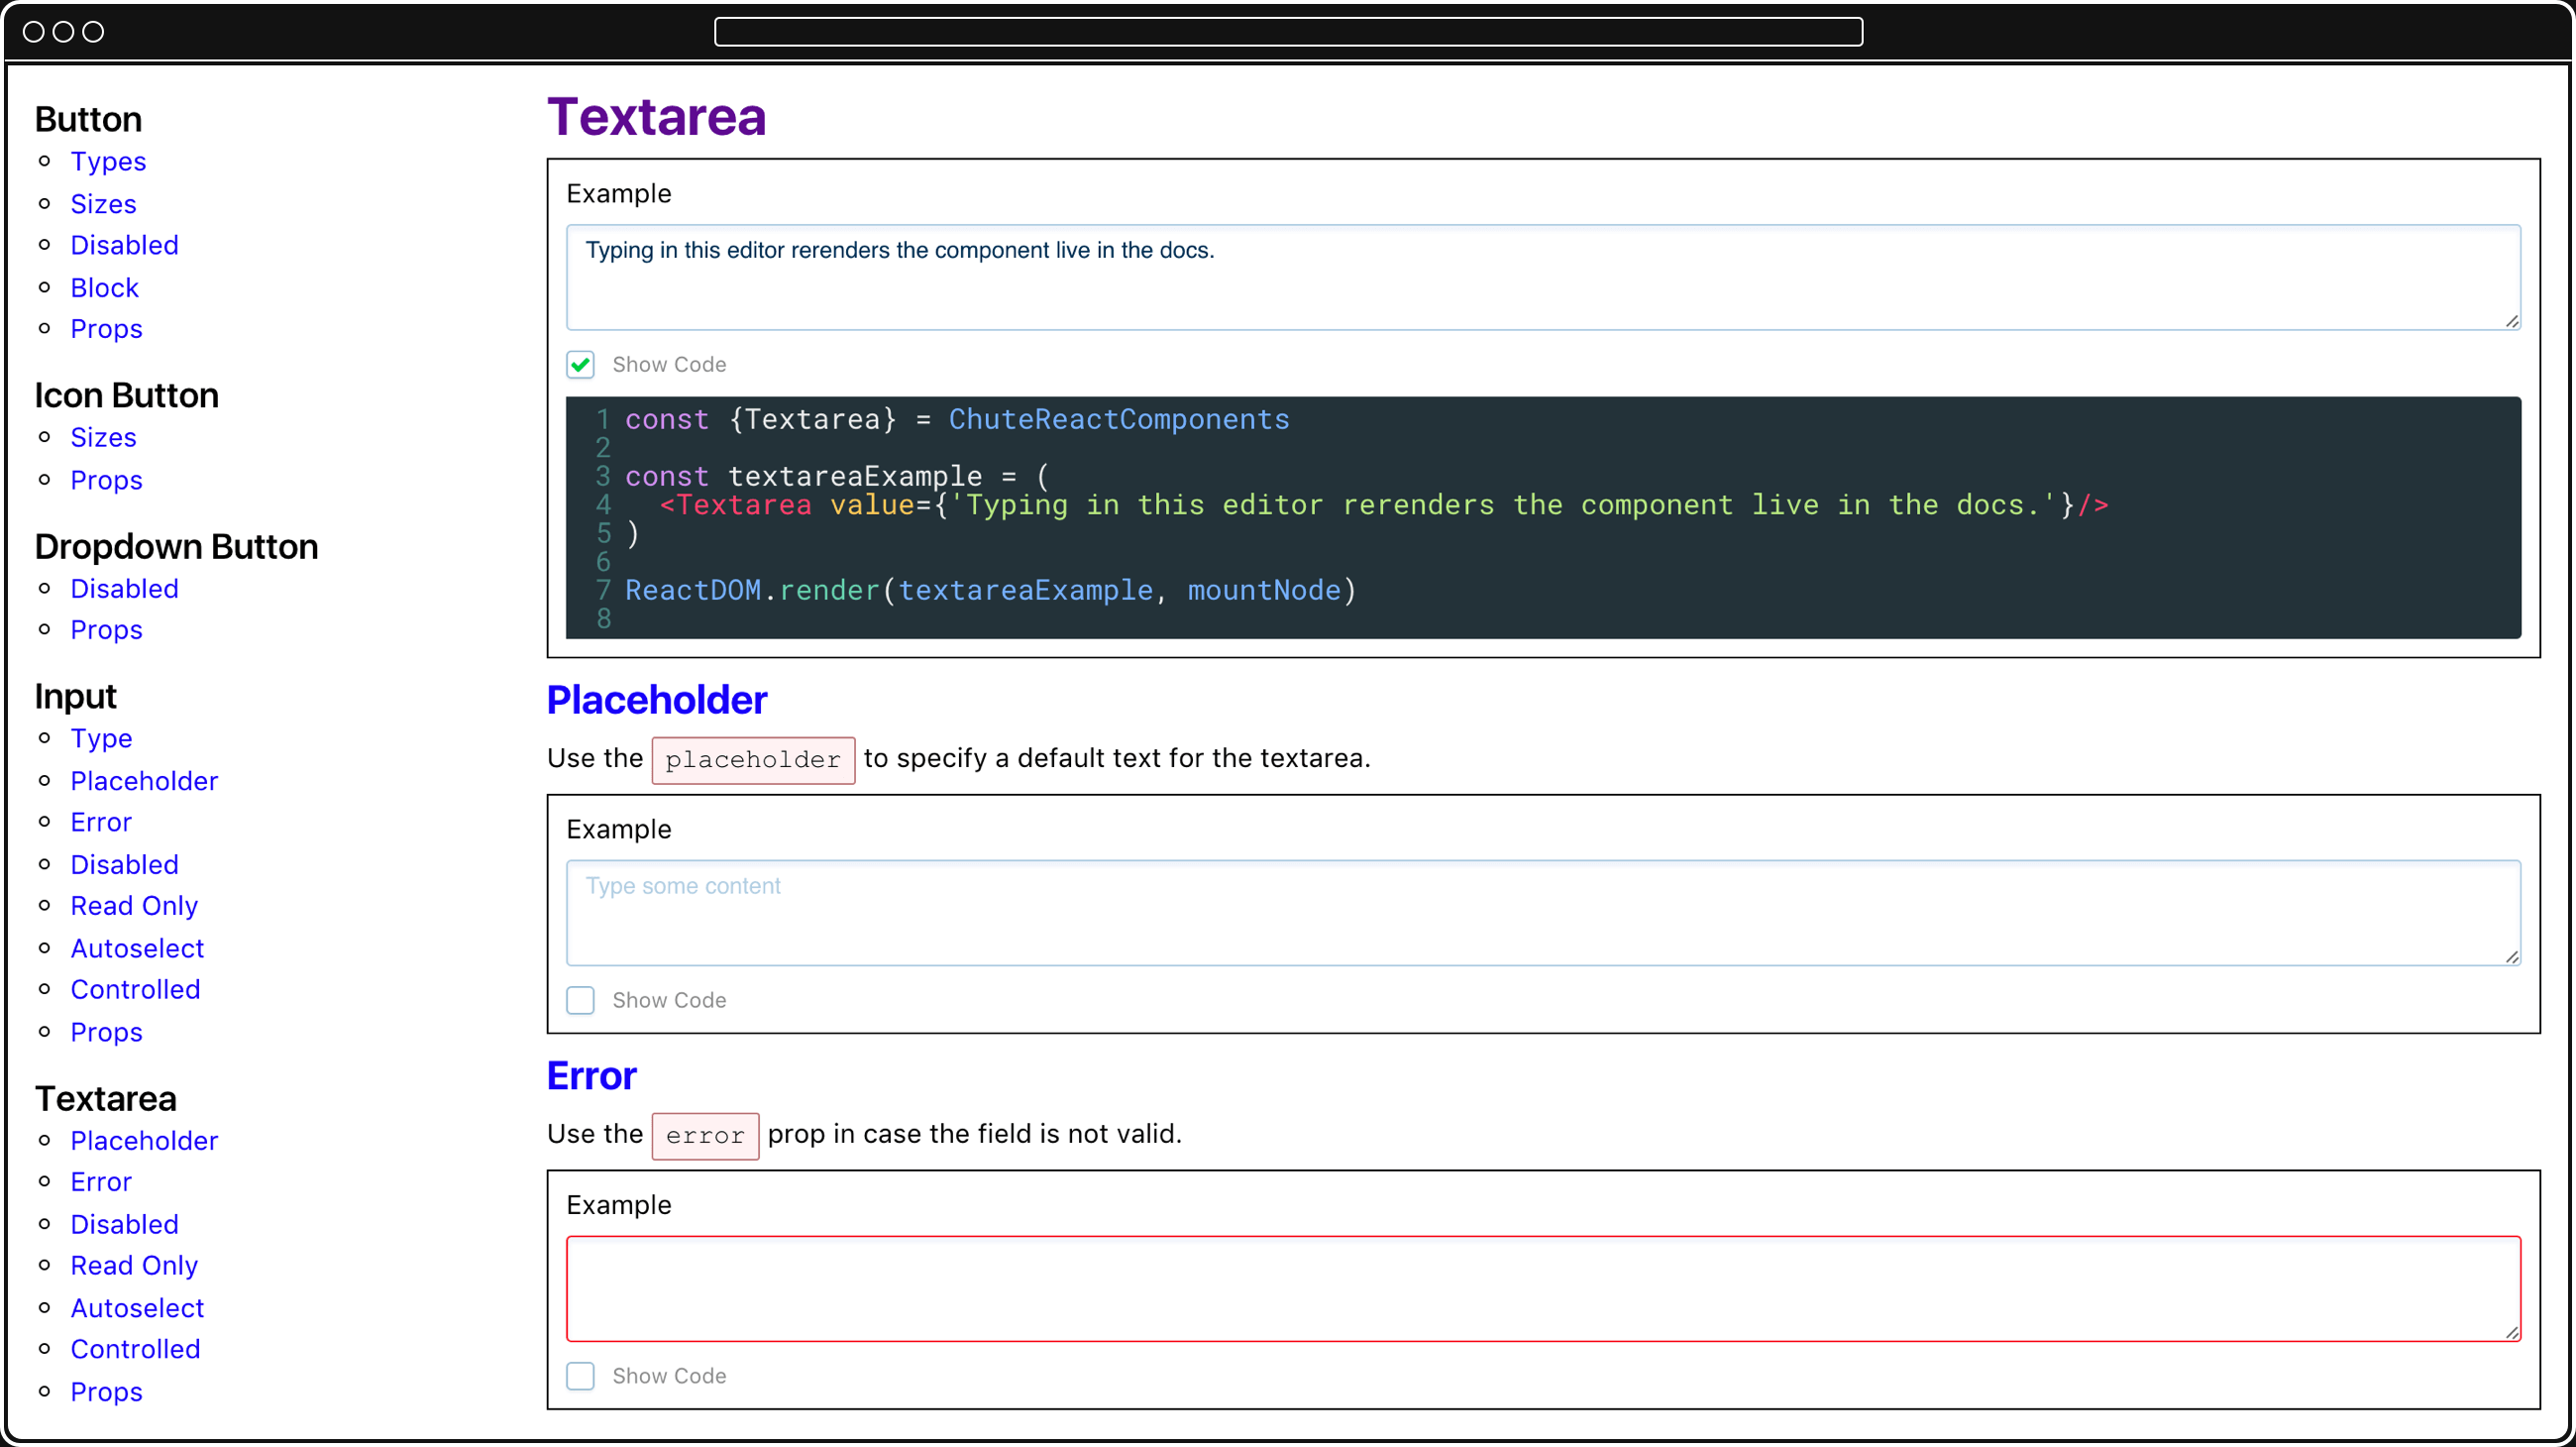 Button
Types
Sizes
Disabled
Block
Props
Icon Button
Sizes
Props
Dropdown Button
Disabled
Props
Input
Type
Placeholder
Error
Disabled
Read Only
Autoselect
Controlled
Props
Textarea
Placeholder
Error
Disabled
Read Only
Autoselect
Controlled
Props
Textarea
Example
Typing in this editor rerenders the component live in the docs.
Show Code
1 const {Textarea} = ChuteReactComponents
2
3 const textareaExample = (
4   <Textarea value={'Typing in this editor rerenders the component live in the docs.'}/>
5 )
6
7 ReactDOM.render(textareaExample, mountNode)
8
Placeholder
Use the placeholder to specify a default text for the textarea.
Example
Type some content
Show Code
Error
Use the error prop in case the field is not valid.
Example
Show Code